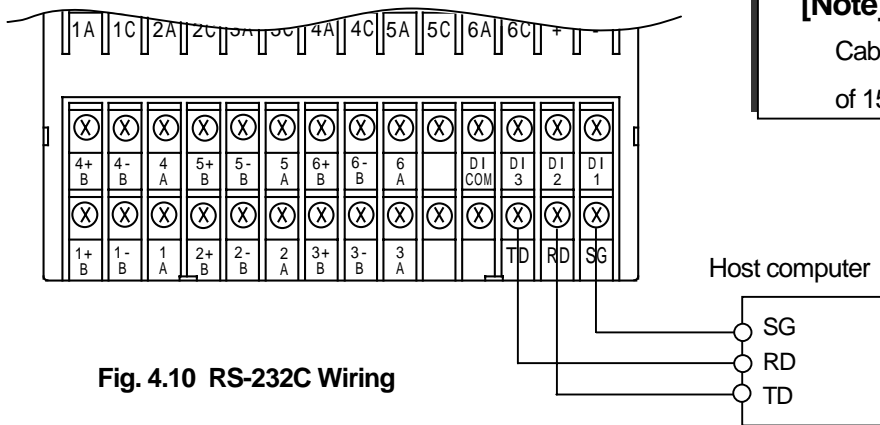 1A 1C 2A 2C 3A 3C 4A 4C 5A 5C 6A 6C + -
[Note]
Cab
of 15
4+ B 4- B 4 A 5+ B 5- B 5 A 6+ B 6- B 6 A DI COM DI 3 DI 2 DI 1
1+ B 1- B 1 A 2+ B 2- B 2 A 3+ B 3- B 3 A TD RD SG
Host computer
SG
RD
TD
Fig. 4.10 RS-232C Wiring